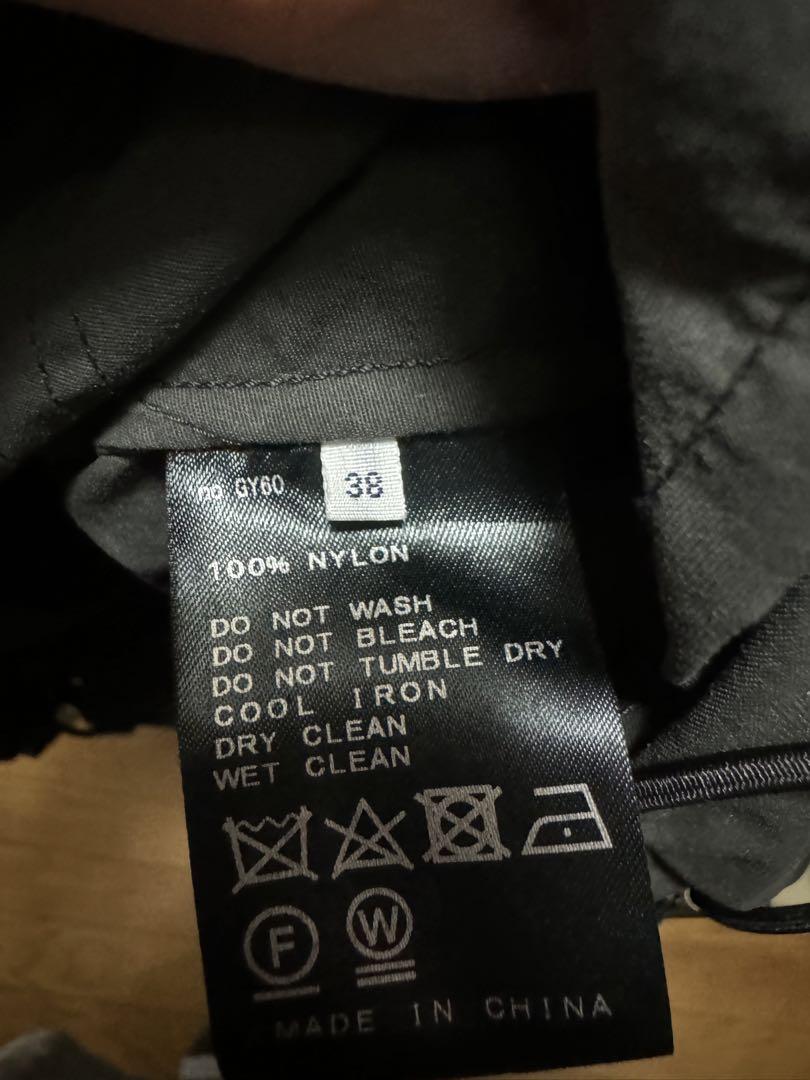 no GY60
38
100% NYLON
DO NOT WASH
DO NOT BLEACH
DO NOT TUMBLE DRY
COOL IRON
DRY CLEAN
WET CLEAN
F W
MADE IN CHINA